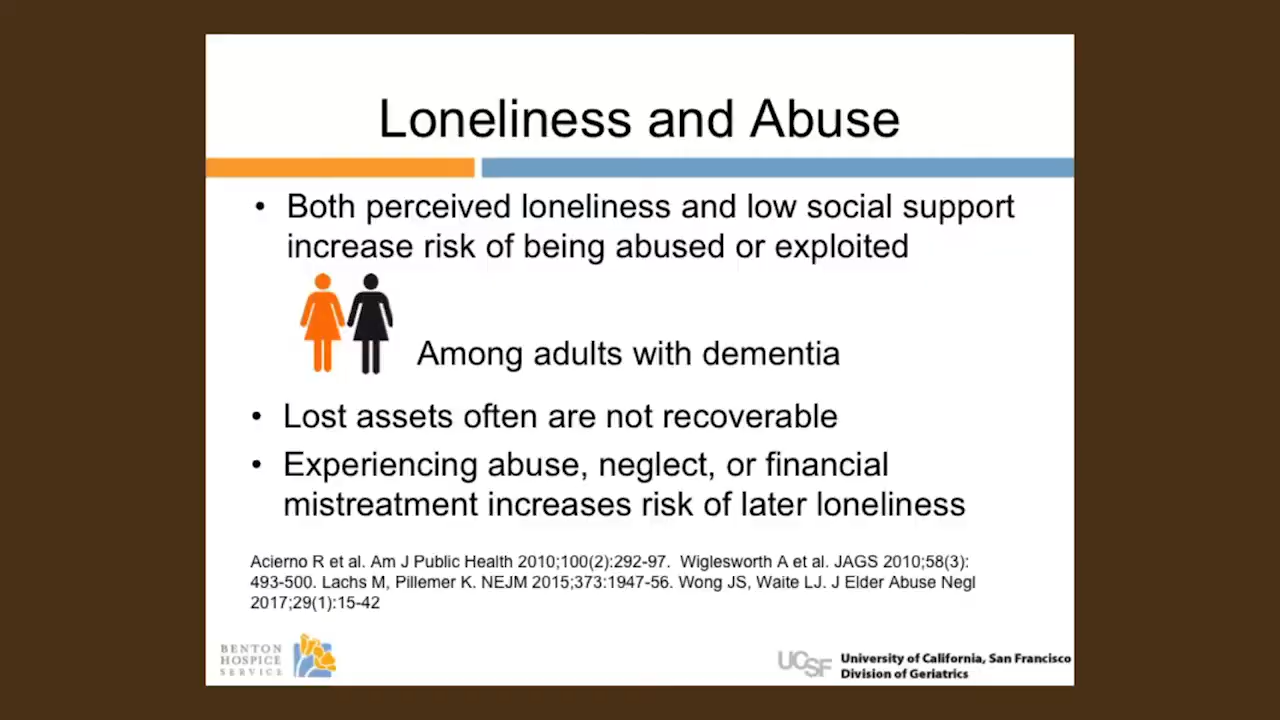 Loneliness and Abuse
• Both perceived loneliness and low social support
increase risk of being abused or exploited
Among adults with dementia
• Lost assets often are not recoverable
• Experiencing abuse, neglect, or financial
mistreatment increases risk of later loneliness
Acierno R et al. Am J Public Health 2010;100(2):292-97. Wiglesworth A et al. JAGS 2010;58(3):
493-500. Lachs M, Pillemer K. NEJM 2015;373:1947-56. Wong JS, Waite LJ. J Elder Abuse Negl
2017;29(1):15-42
BENTON
HOSPICE
SERVICE
UCSF
University of California, San Francisco
Division of Geriatrics